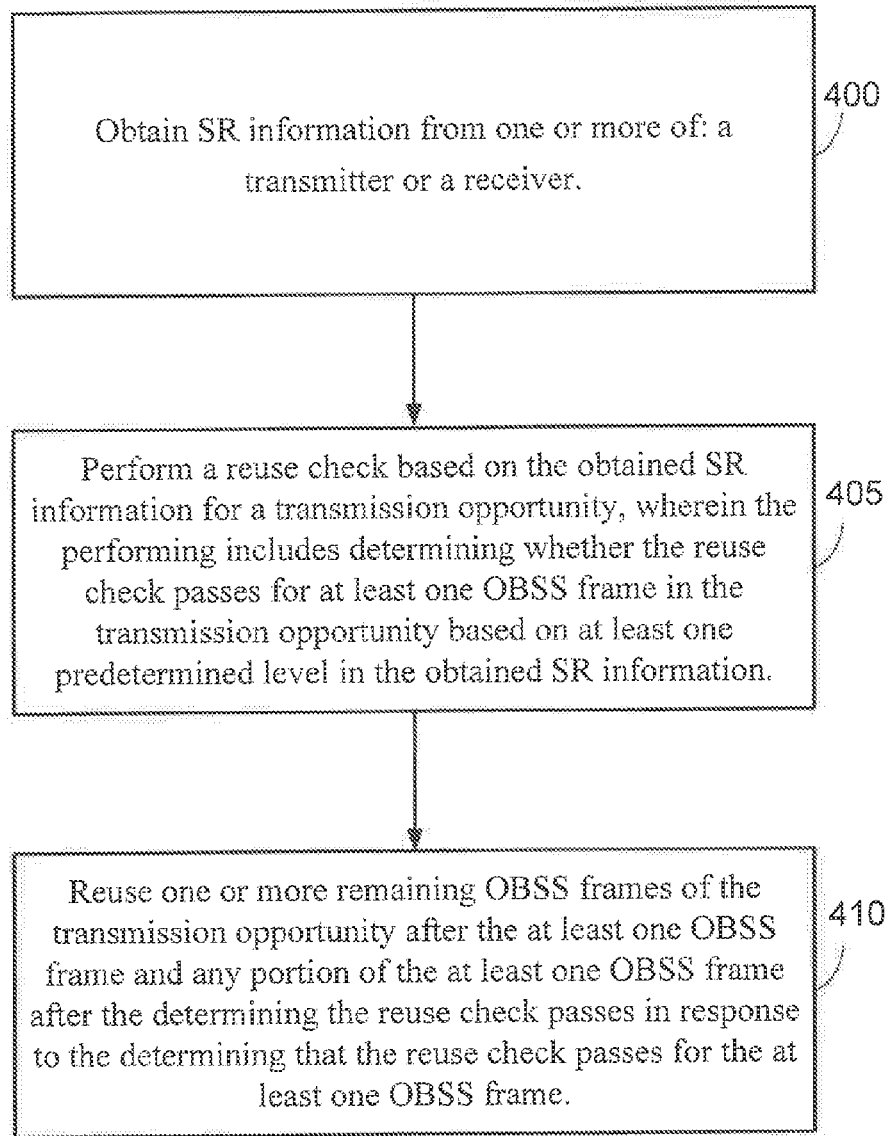 Obtain SR information from one or more of: a
transmitter or a receiver.
400
Perform a reuse check based on the obtained SR
information for a transmission opportunity, wherein the
performing includes determining whether the reuse
check passes for at least one OBSS frame in the
transmission opportunity based on at least one
predetermined level in the obtained SR information.
405
Reuse one or more remaining OBSS frames of the
transmission opportunity after the at least one OBSS
frame and any portion of the at least one OBSS frame
after the determining the reuse check passes in response
to the determining that the reuse check passes for the at
least one OBSS frame.
410